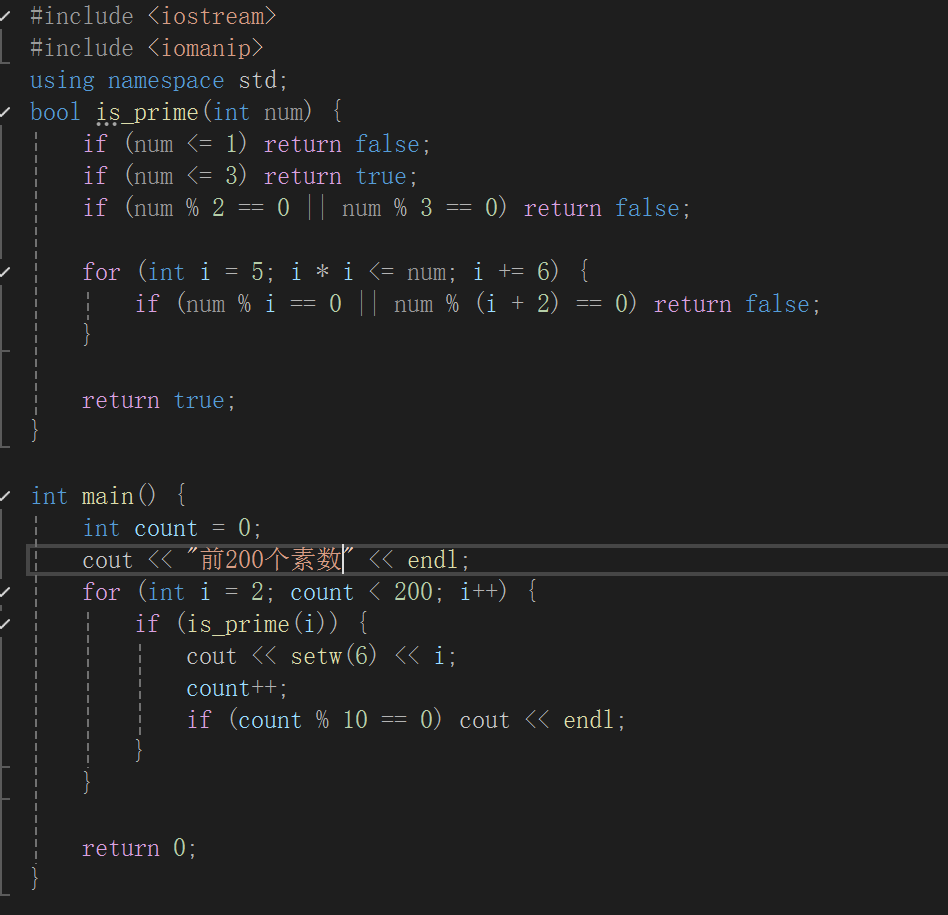 #include <iostream>
#include <iomanip>
using namespace std;
bool is_prime(int num) {
    if (num <= 1) return false;
    if (num <= 3) return true;
    if (num % 2 == 0 || num % 3 == 0) return false;

    for (int i = 5; i * i <= num; i += 6) {
        if (num % i == 0 || num % (i + 2) == 0) return false;
    }

    return true;
}

int main() {
    int count = 0;
    cout << "前200个素数" << endl;
    for (int i = 2; count < 200; i++) {
        if (is_prime(i)) {
            cout << setw(6) << i;
            count++;
            if (count % 10 == 0) cout << endl;
        }
    }

    return 0;
}